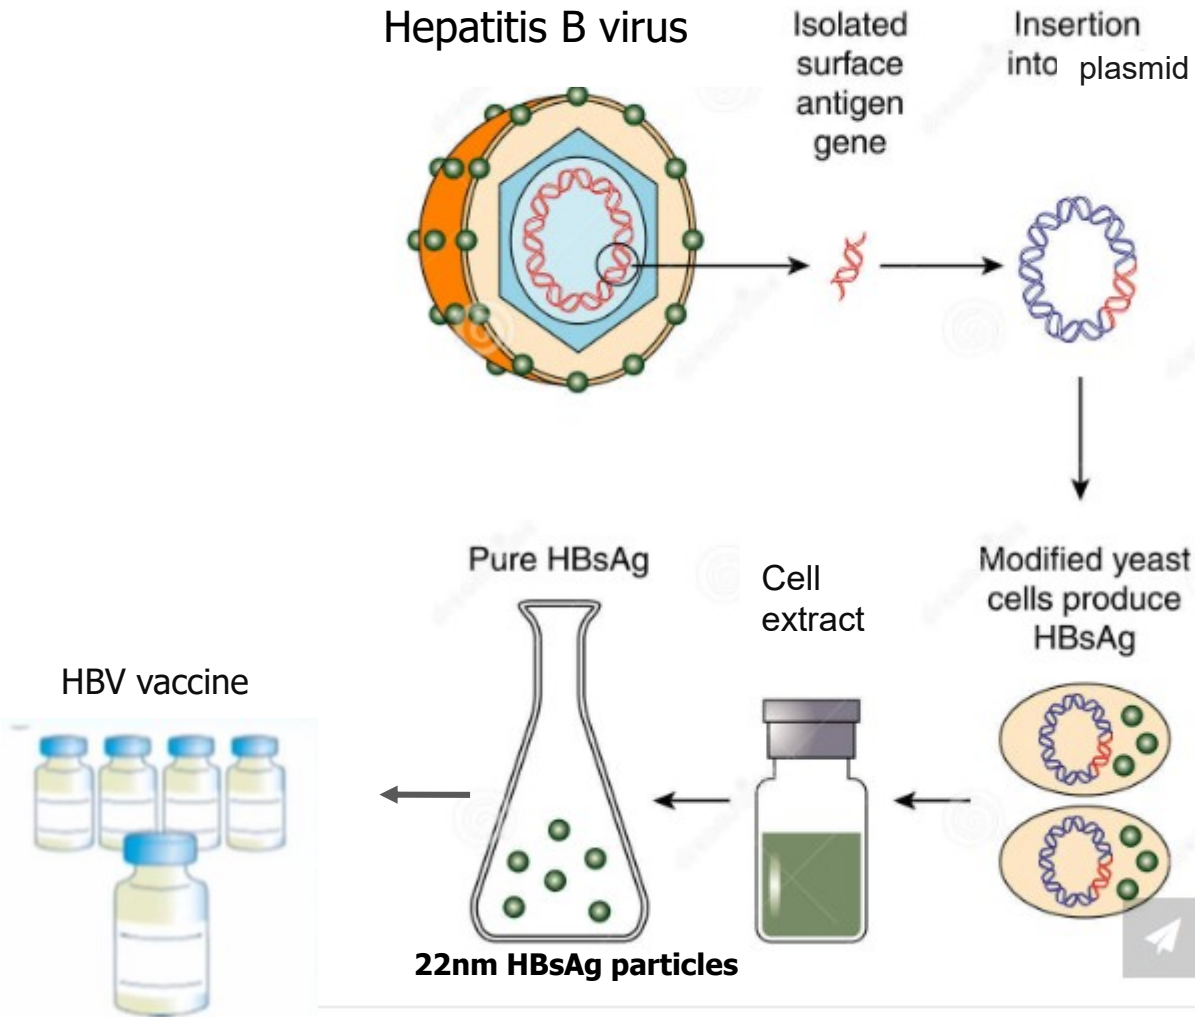 Hepatitis B virus
Isolated
surface
antigen
gene
Insertion
into plasmid
Modified yeast
cells produce
HBsAg
Cell
extract
Pure HBsAg
22nm HBsAg particles
HBV vaccine